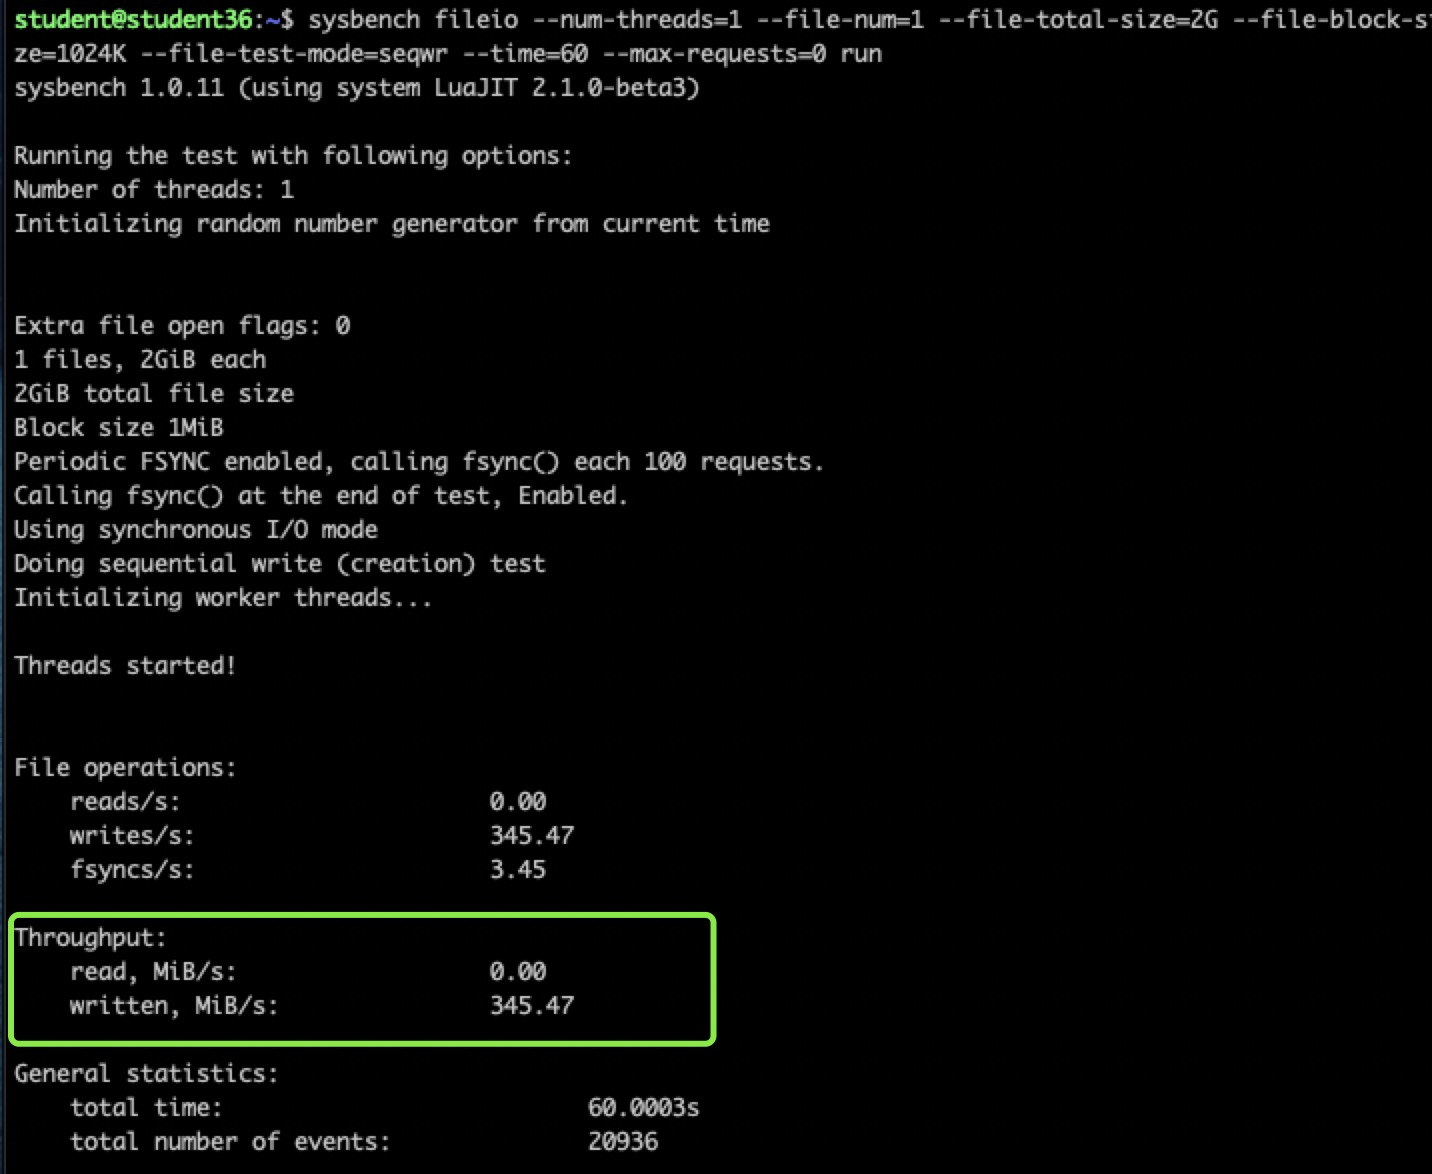 student@student36:~$ sysbench fileio --num-threads=1 --file-num=1 --file-total-size=2G --file-block-si
ze=1024K --file-test-mode=seqwr --time=60 --max-requests=0 run
sysbench 1.0.11 (using system LuaJIT 2.1.0-beta3)
Running the test with following options:
Number of threads: 1
Initializing random number generator from current time
Extra file open flags: 0
1 files, 2GiB each
2GiB total file size
Block size 1MiB
Periodic FSYNC enabled, calling fsync() each 100 requests.
Calling fsync() at the end of test, Enabled.
Using synchronous I/O mode
Doing sequential write (creation) test
Initializing worker threads...
Threads started!
File operations:
reads/s: 0.00
writes/s: 345.47
fsyncs/s: 3.45
Throughput:
read, MiB/s: 0.00
written, MiB/s: 345.47
General statistics:
total time: 60.0003s
total number of events: 20936